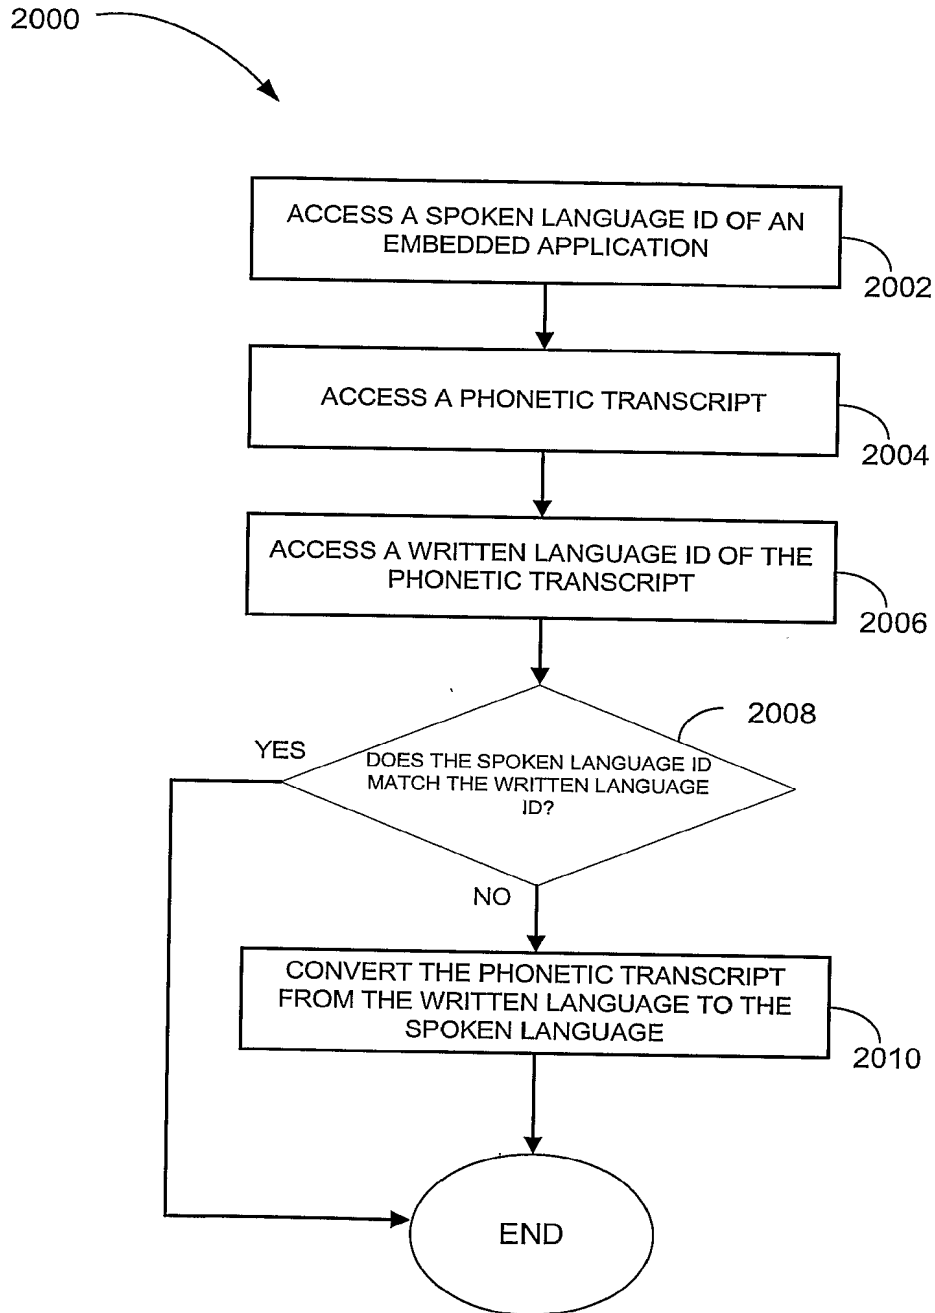 2000
ACCESS A SPOKEN LANGUAGE ID OF AN
EMBEDDED APPLICATION
2002
ACCESS A PHONETIC TRANSCRIPT
2004
ACCESS A WRITTEN LANGUAGE ID OF THE
PHONETIC TRANSCRIPT
2006
2008
YES
DOES THE SPOKEN LANGUAGE ID
MATCH THE WRITTEN LANGUAGE
ID?
NO
CONVERT THE PHONETIC TRANSCRIPT
FROM THE WRITTEN LANGUAGE TO THE
SPOKEN LANGUAGE
2010
END